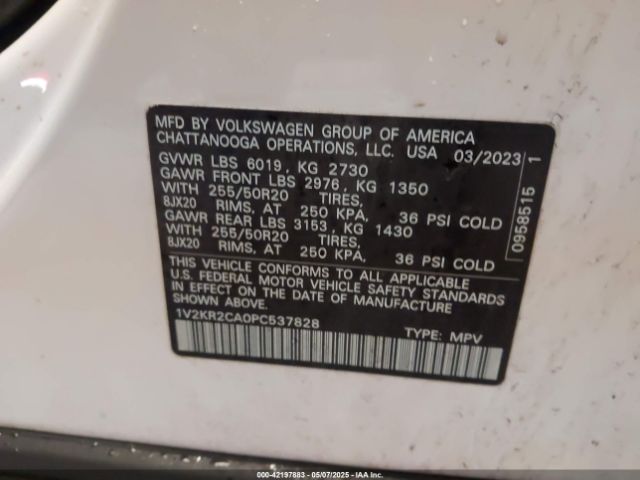 MFD BY VOLKSWAGEN GROUP OF AMERICA
CHATTANOOGA OPERATIONS, LLC. USA 03/2023
GVWR LBS 6019, KG 2730
GAWR FRONT LBS 2976, KG 1350
WITH 255/50R20 TIRES,
8JX20 RIMS, AT 250 KPA, 36 PSI COLD
GAWR REAR LBS 3153, KG 1430
WITH 255/50R20 TIRES,
8JX20 RIMS, AT 250 KPA, 36 PSI COLD
THIS VEHICLE CONFORMS TO ALL APPLICABLE
U.S. FEDERAL MOTOR VEHICLE SAFETY STANDARDS
IN EFFECT ON THE DATE OF MANUFACTURE
SHOWN ABOVE.
1V2KR2CA0PC537828 TYPE: MPV
0958515 1
000-42197883 05/07/2025 IAAI.COM